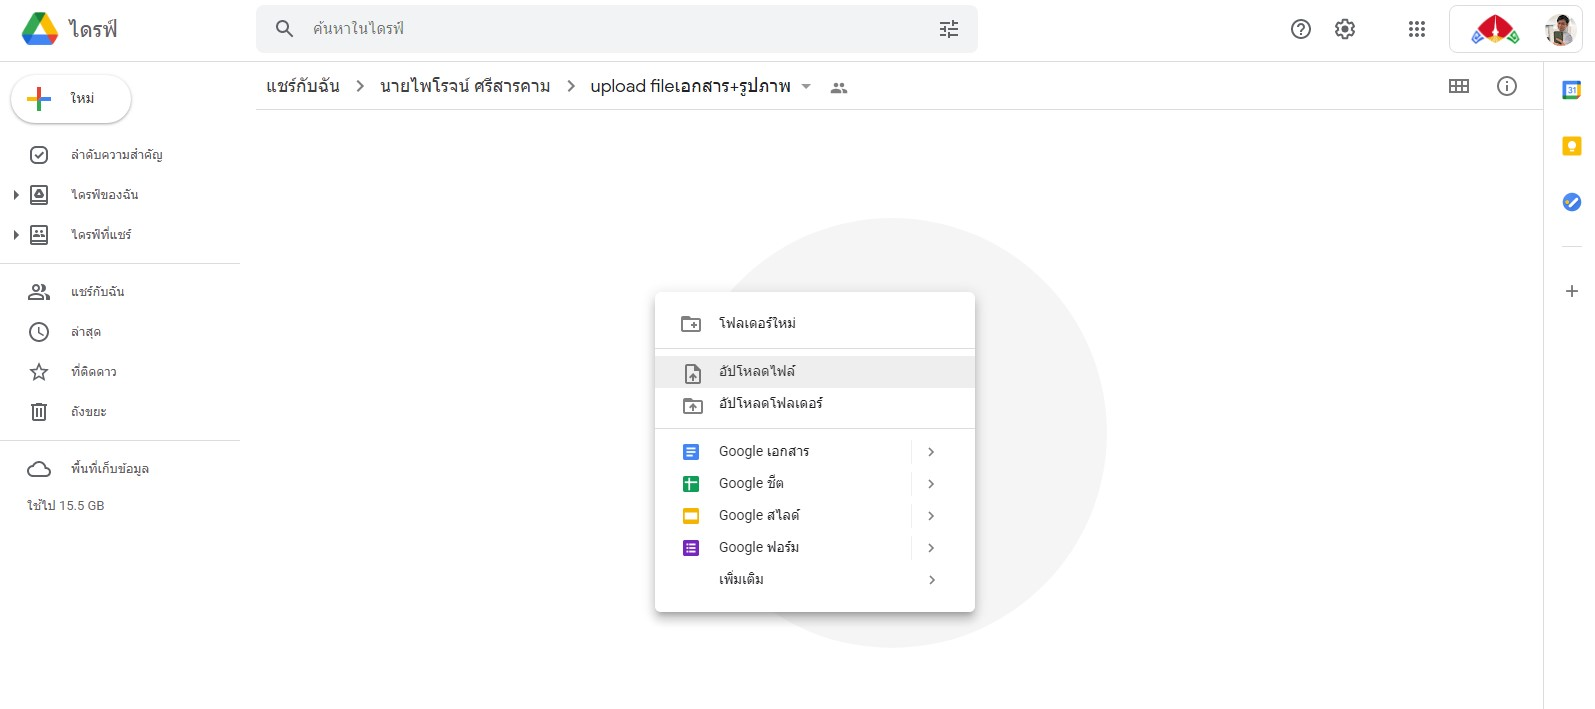 ไดรฟ์
ค้นหาในไดรฟ์
ใหม่
แชร์กับฉัน > นายไพโรจน์ ศรีสารคาม > upload fileเอกสาร+รูปภาพ
ลำดับความสำคัญ
ไดรฟ์ของฉัน
ไดรฟ์ที่แชร์
แชร์กับฉัน
ล่าสุด
ที่ติดดาว
ถังขยะ
พื้นที่เก็บข้อมูล
ใช้ไป 15.5 GB
โฟลเดอร์ใหม่
อัปโหลดไฟล์
อัปโหลดโฟลเดอร์
Google เอกสาร
Google ชีต
Google สไลด์
Google ฟอร์ม
เพิ่มเติม
31